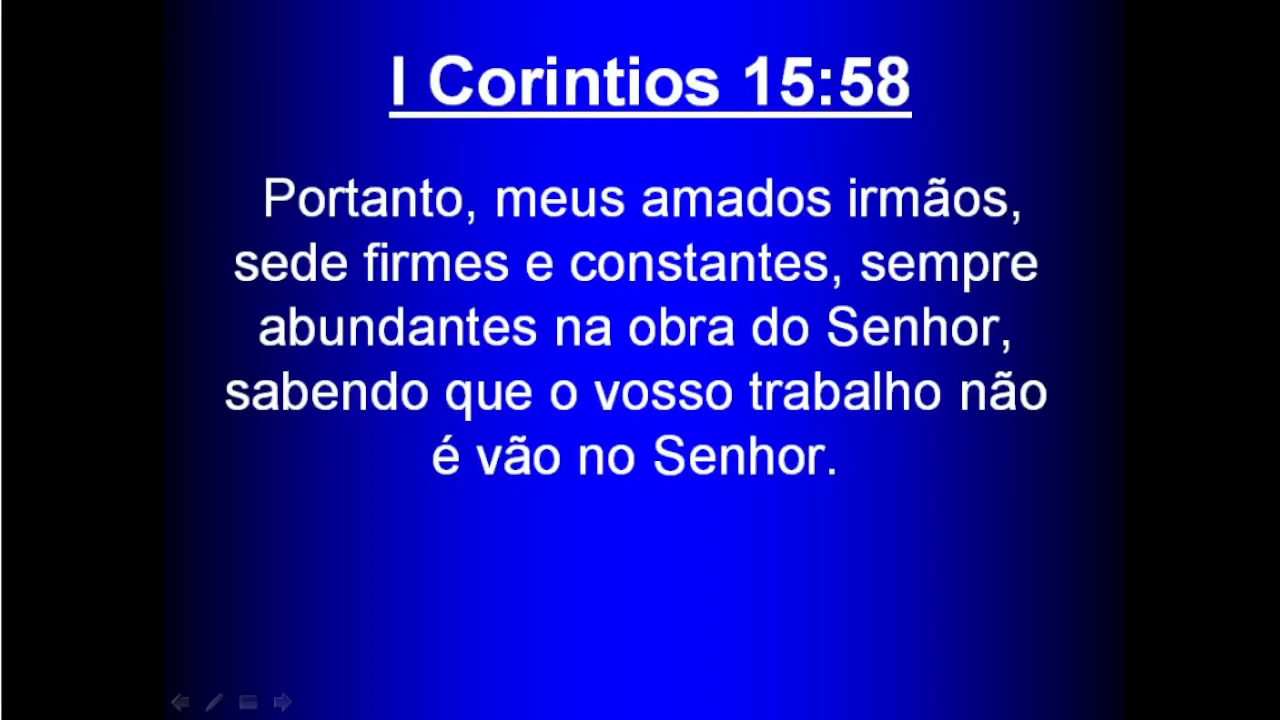 I Corintios 15:58
Portanto, meus amados irmãos,
sede firmes e constantes, sempre
abundantes na obra do Senhor,
sabendo que o vosso trabalho não
é vão no Senhor.